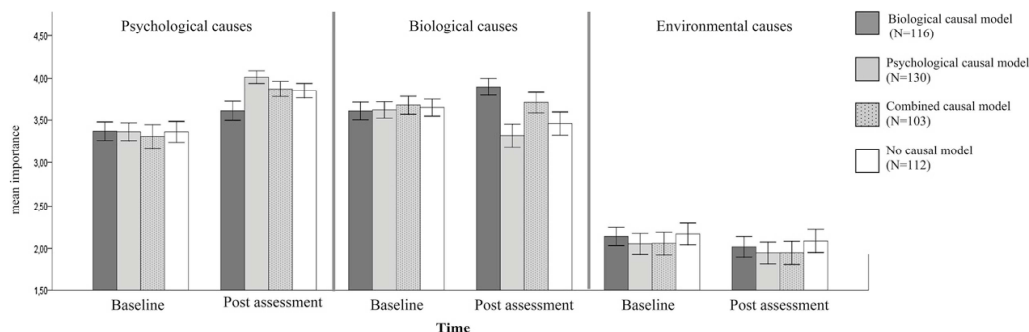 Psychological causes
Biological causes
Environmental causes
4,50
4,00
3,50
3,00
2,50
2,00
1,50
mean importance
Baseline
Post assessment
Baseline
Post assessment
Baseline
Post assessment
Time
Biological causal model
(N=116)
Psychological causal model
(N=130)
Combined causal model
(N=103)
No causal model
(N=112)